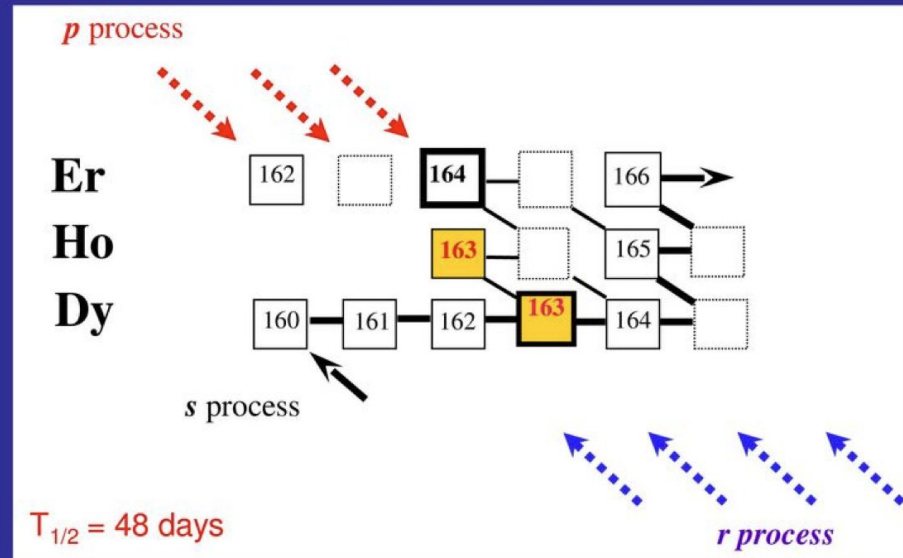 p process
Er 162 164 166
Ho 163 165
Dy 160 161 162 163 164
s process
T1/2 = 48 days
r process